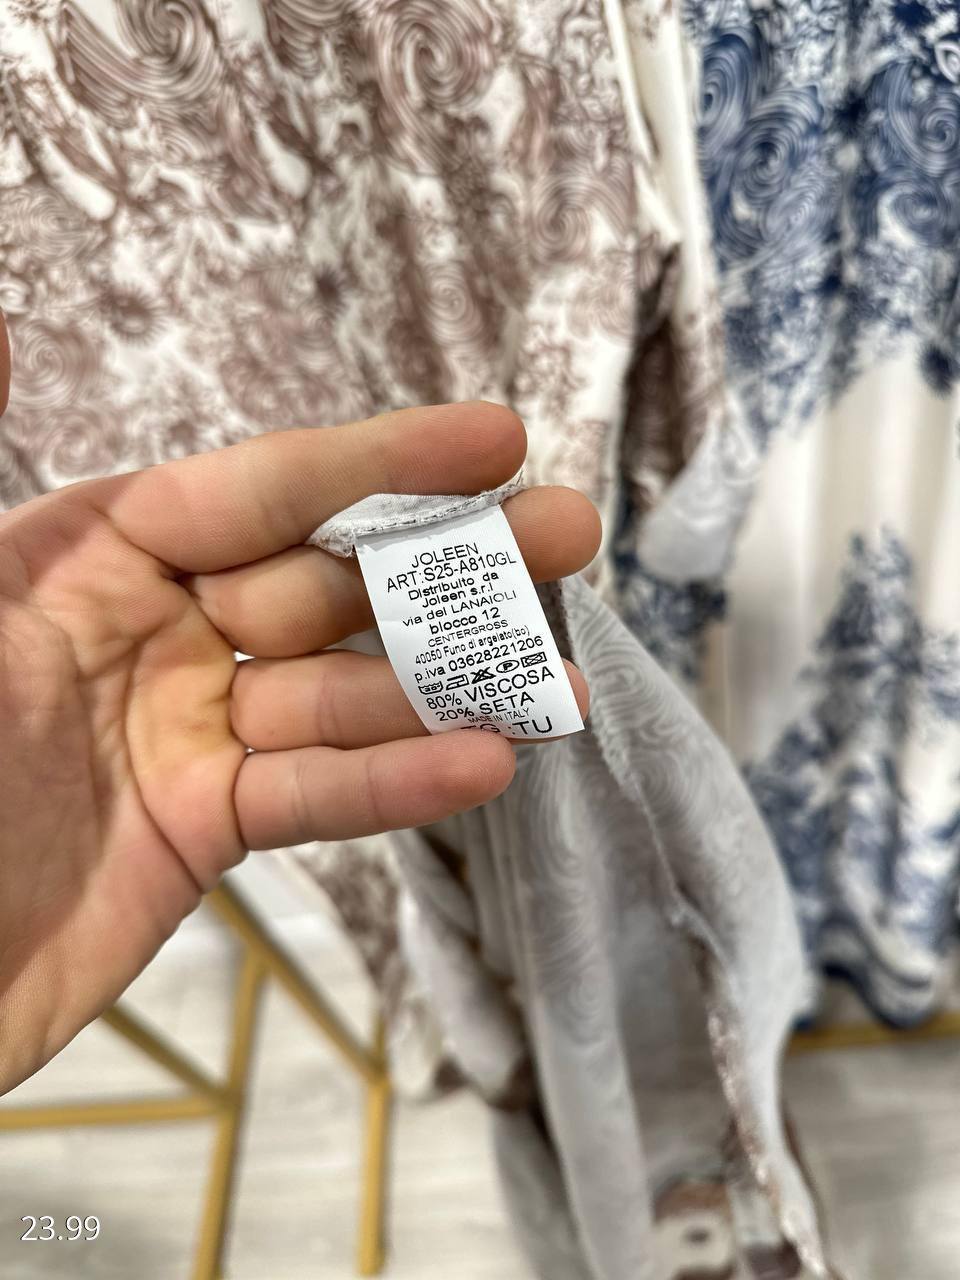 JOLEEN
ART:S25-A810GL
Distribuito da
Joleen s.r.l
via dei LANAIOLI
blocco 12
CENTERGROSS
40050 Funo di argelato(bo)
p.iva 03628221206
80% VISCOSA
20% SETA
MADE IN ITALY
TG.:TU
23.99